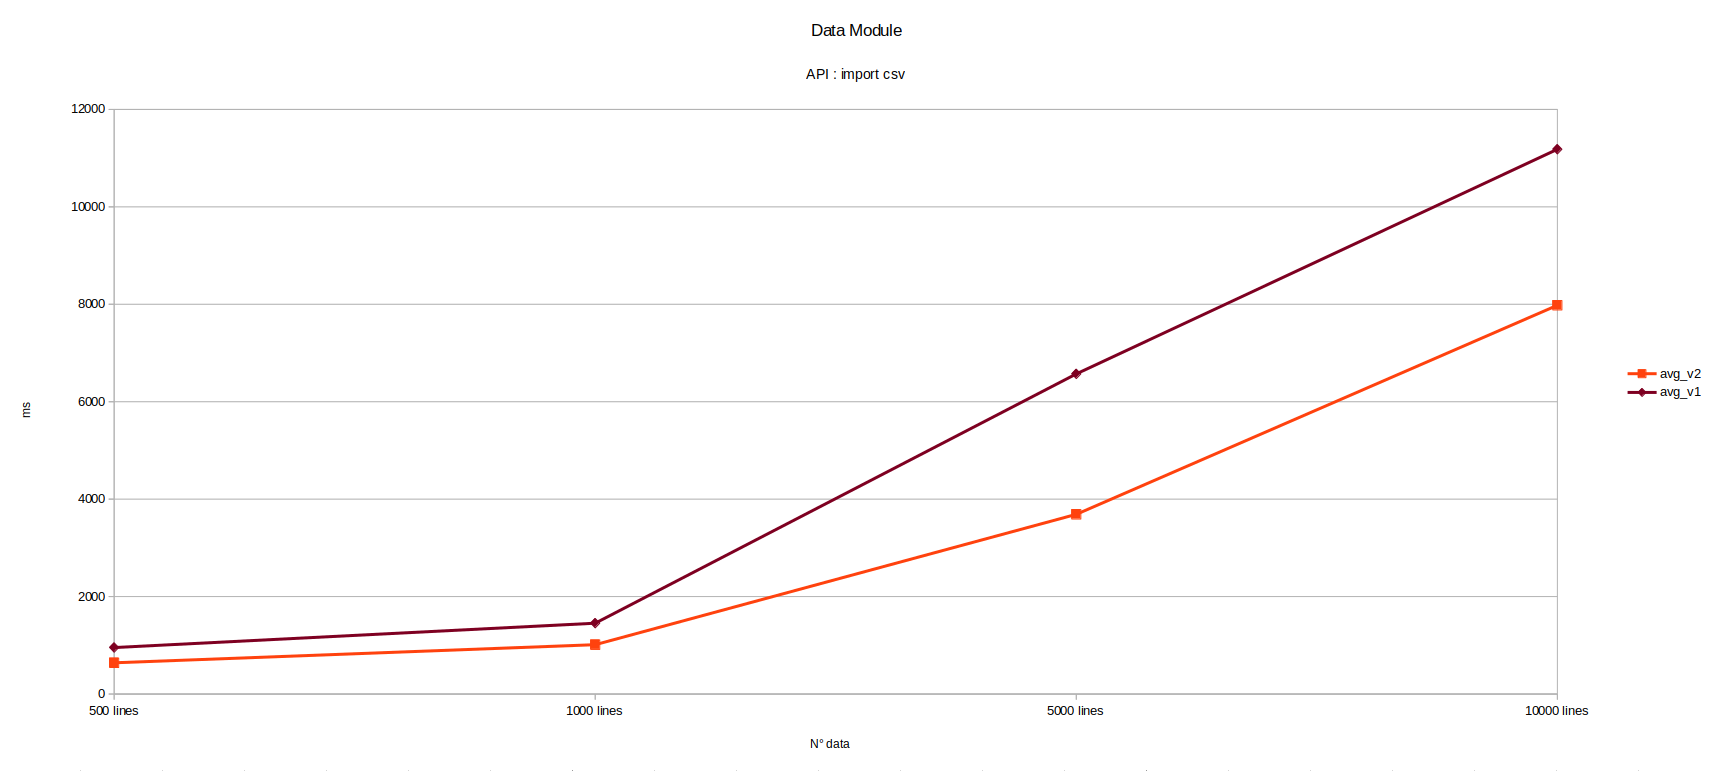 Data Module
API : import csv
12000
10000
8000
6000
4000
2000
0
ms
500 lines
1000 lines
5000 lines
10000 lines
N° data
avg_v2
avg_v1